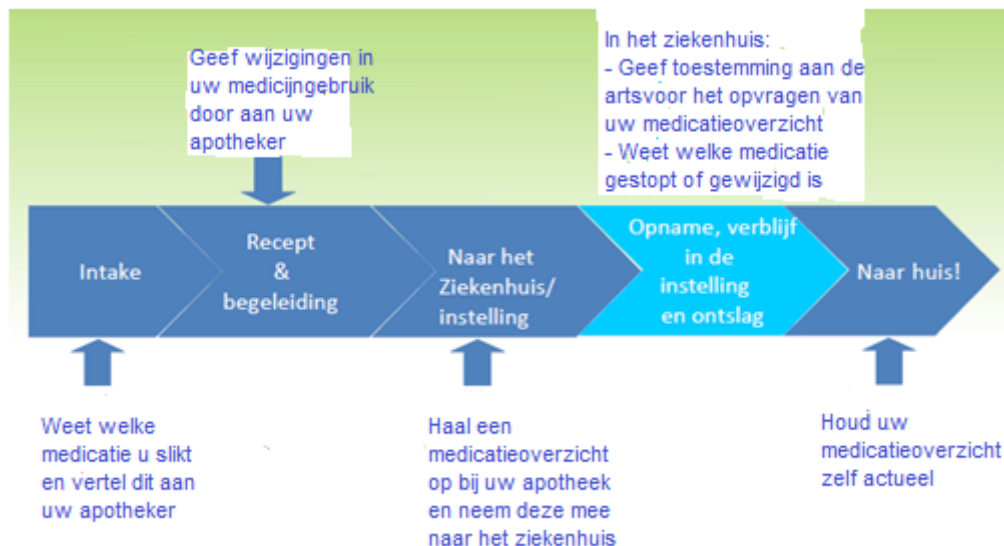 Geef wijzigingen in
uw medicijngebruik
door aan uw
apotheker
In het ziekenhuis:
- Geef toestemming aan de
artsvoor het opvragen van
uw medicatieoverzicht
- Weet welke medicatie
gestopt of gewijzigd is
Intake
Recept
&
begeleiding
Naar het
Ziekenhuis/
instelling
Opname, verblijf
in de
instelling
en ontslag
Naar huis!
Weet welke
medicatie u slikt
en vertel dit aan
uw apotheker
Haal een
medicatieoverzicht
op bij uw apotheek
en neem deze mee
naar het ziekenhuis
Houd uw
medicatieoverzicht
zelf actueel